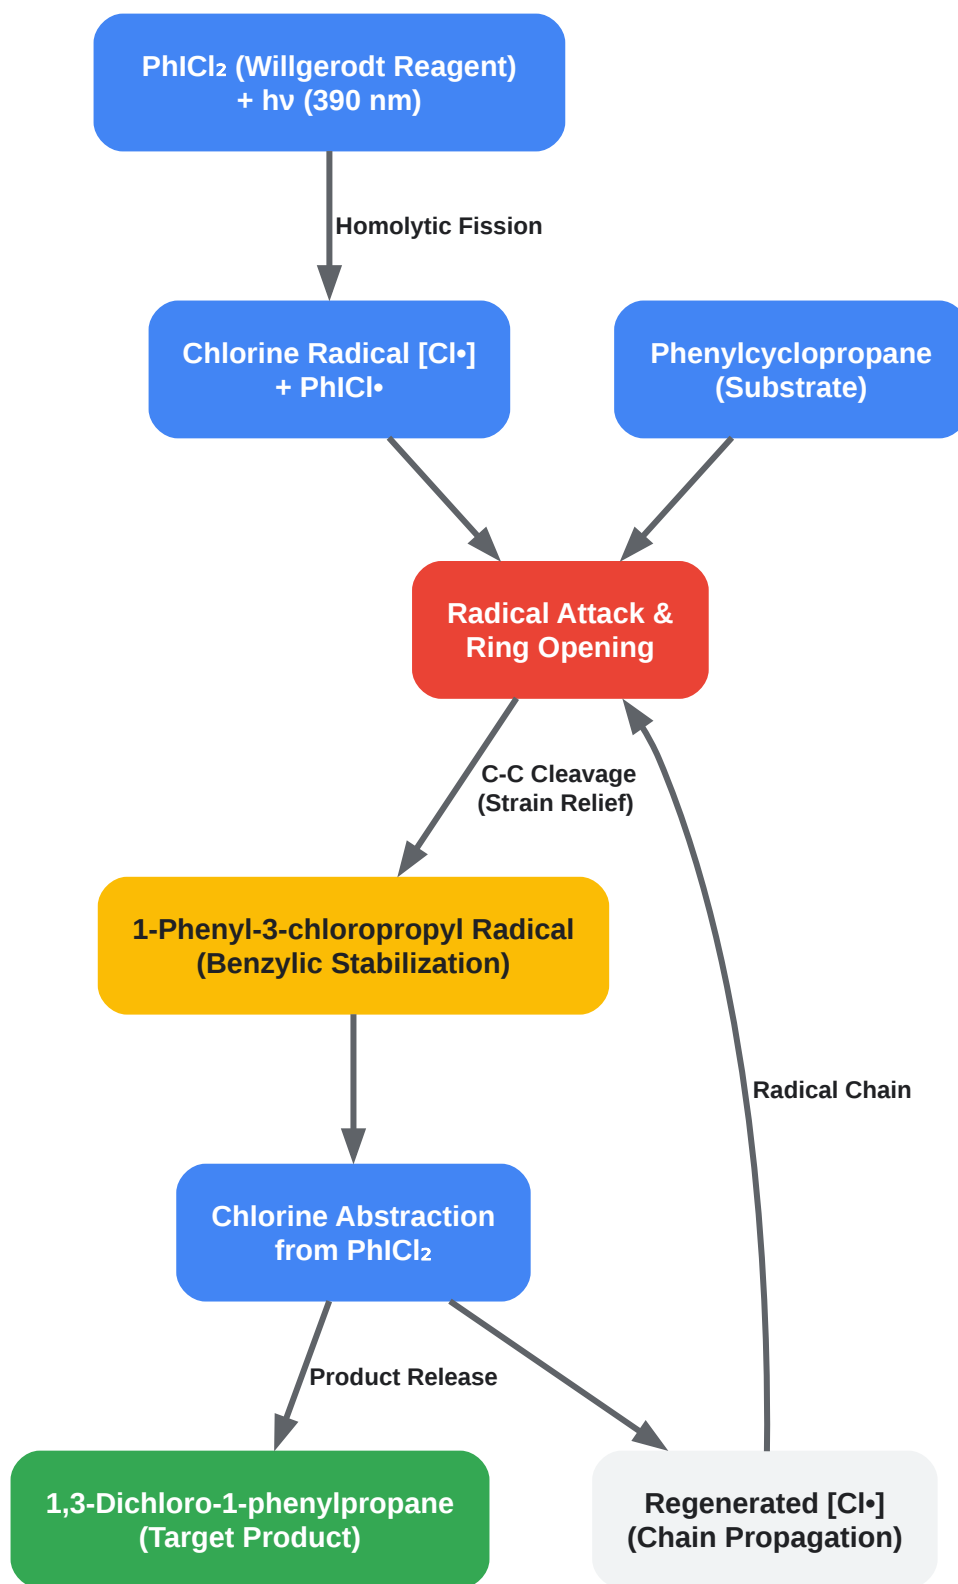 PhICl₂ (Willgerodt Reagent)
+ hν (390 nm)
Homolytic Fission
Chlorine Radical [Cl•]
+ PhICl•
Phenylcyclopropane
(Substrate)
Radical Attack &
Ring Opening
C-C Cleavage
(Strain Relief)
1-Phenyl-3-chloropropyl Radical
(Benzylic Stabilization)
Radical Chain
Chlorine Abstraction
from PhICl₂
Product Release
1,3-Dichloro-1-phenylpropane
(Target Product)
Regenerated [Cl•]
(Chain Propagation)